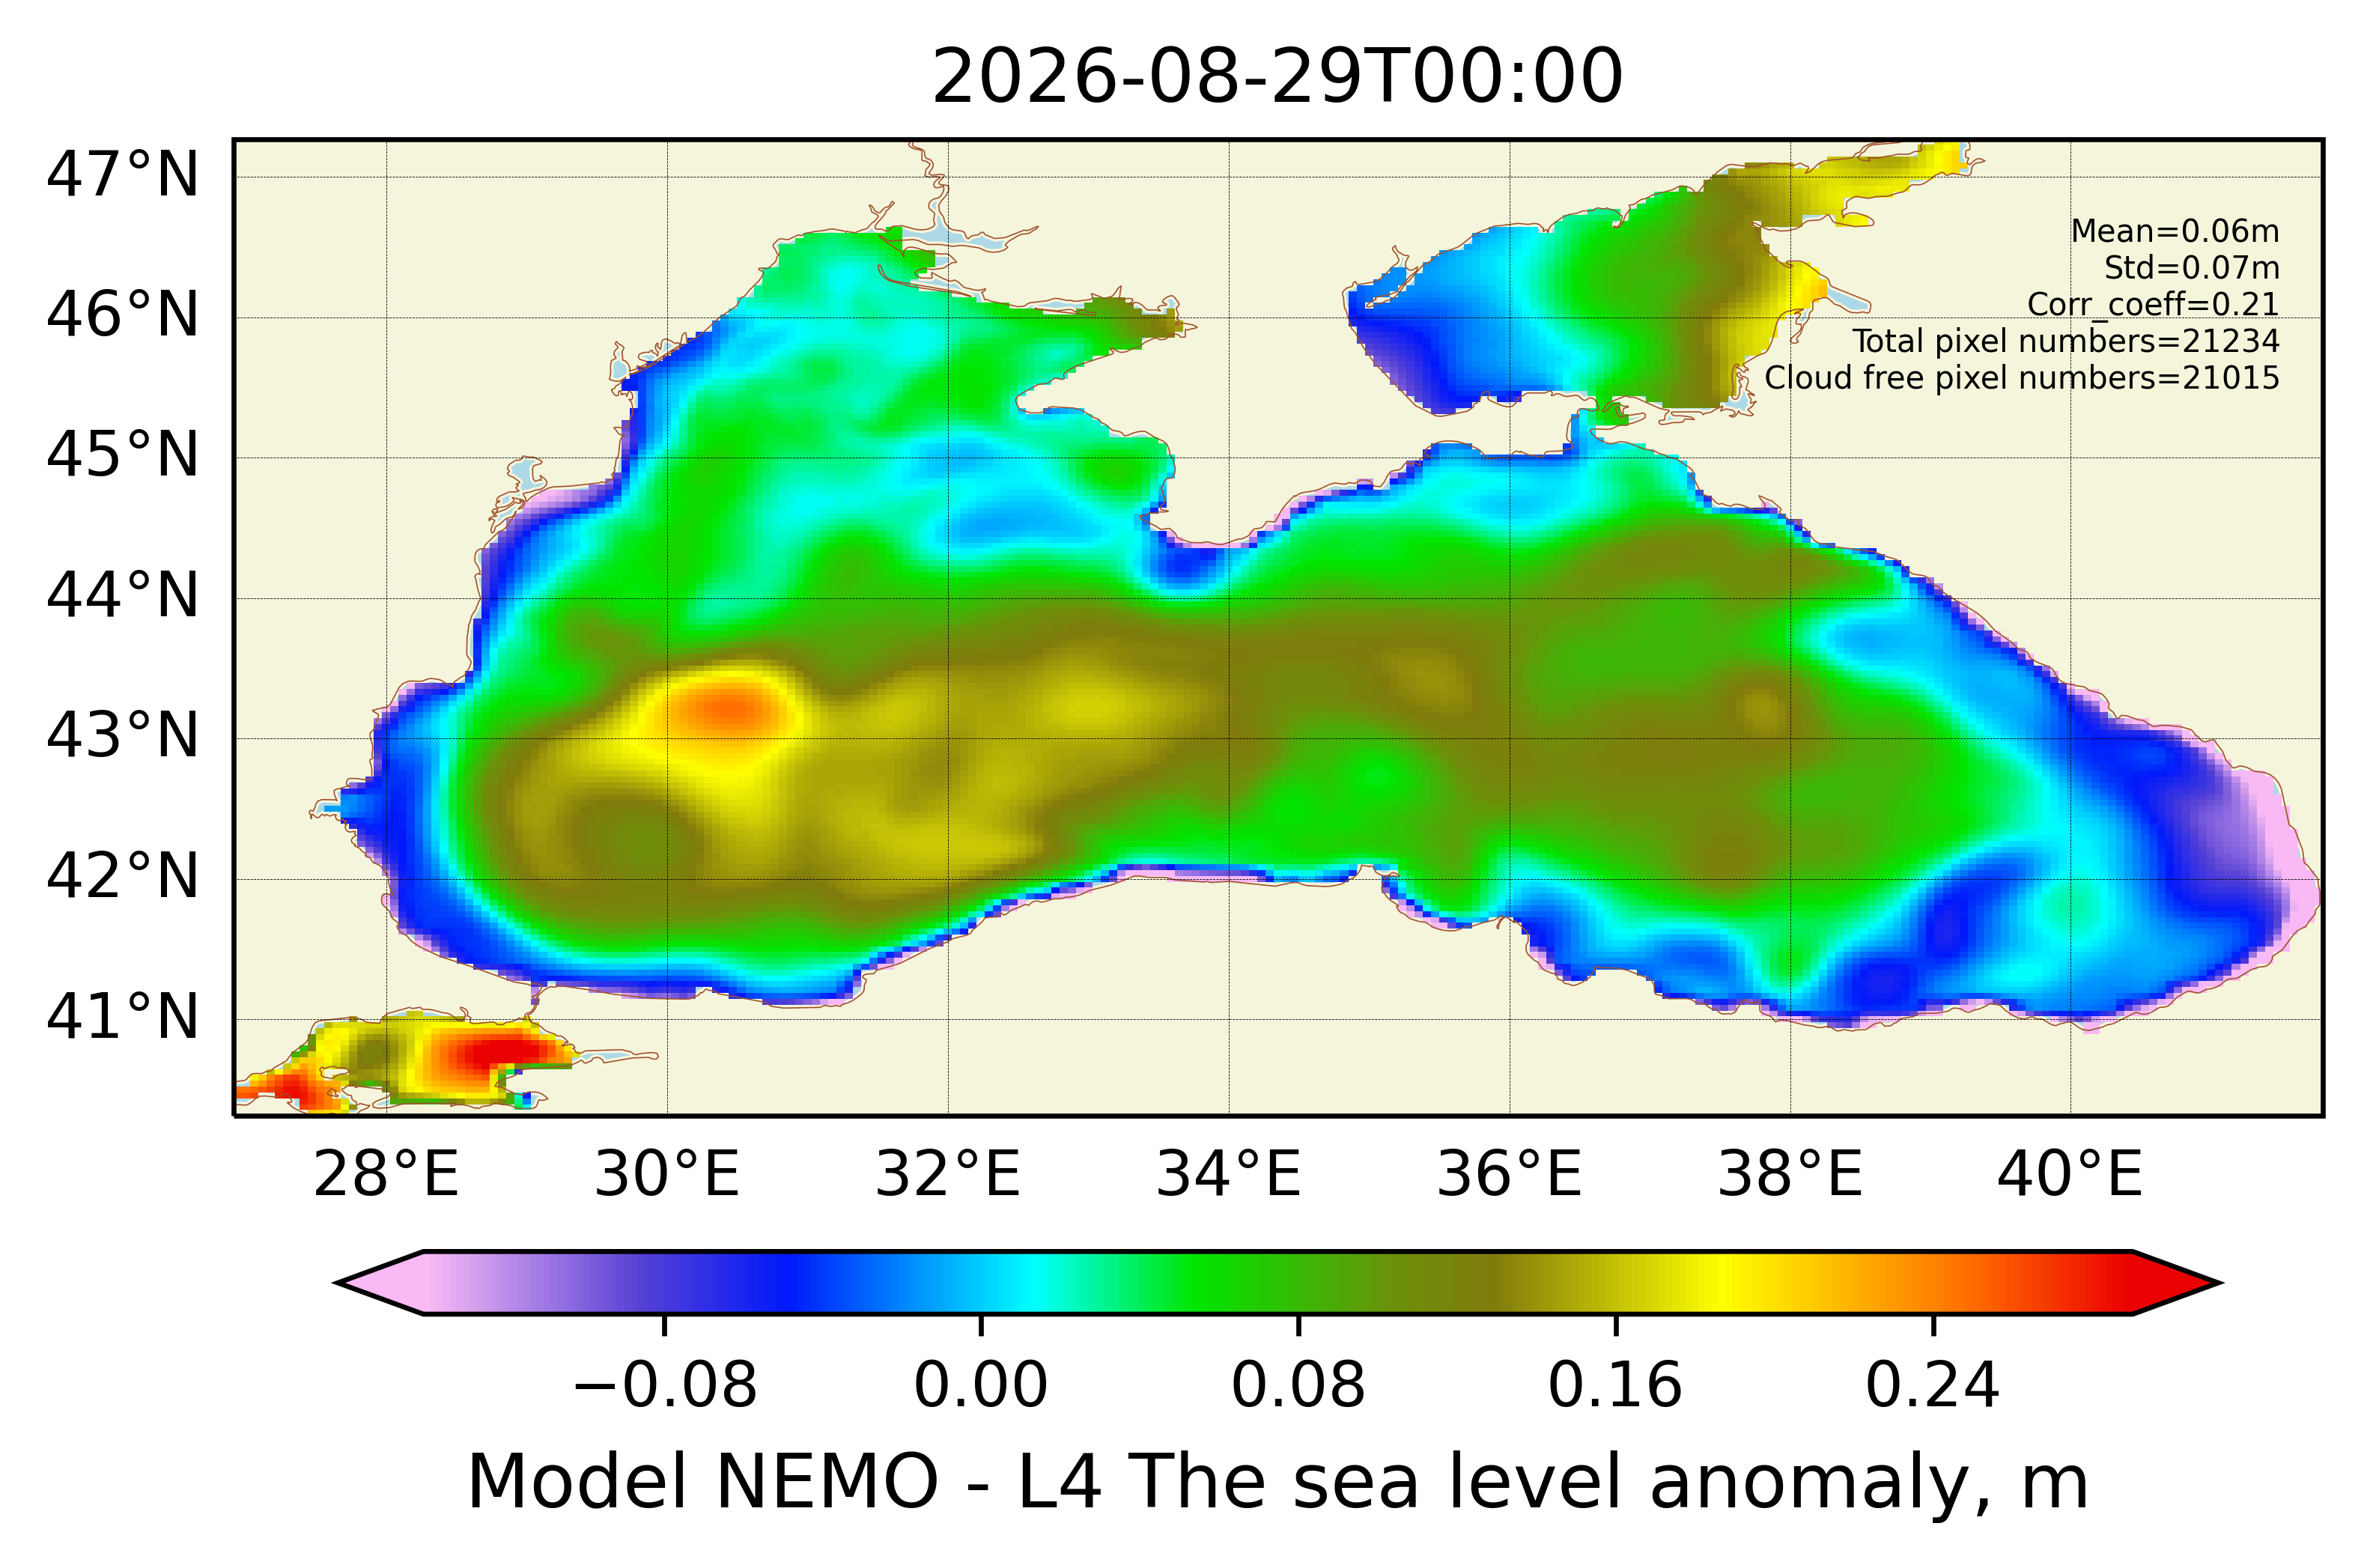 2026-08-29T00:00
47°N
46°N
45°N
44°N
43°N
42°N
41°N
Mean=0.06m
Std=0.07m
Corr_coeff=0.21
Total pixel numbers=21234
Cloud free pixel numbers=21015
28°E 30°E 32°E 34°E 36°E 38°E 40°E
−0.08 0.00 0.08 0.16 0.24
Model NEMO - L4 The sea level anomaly, m